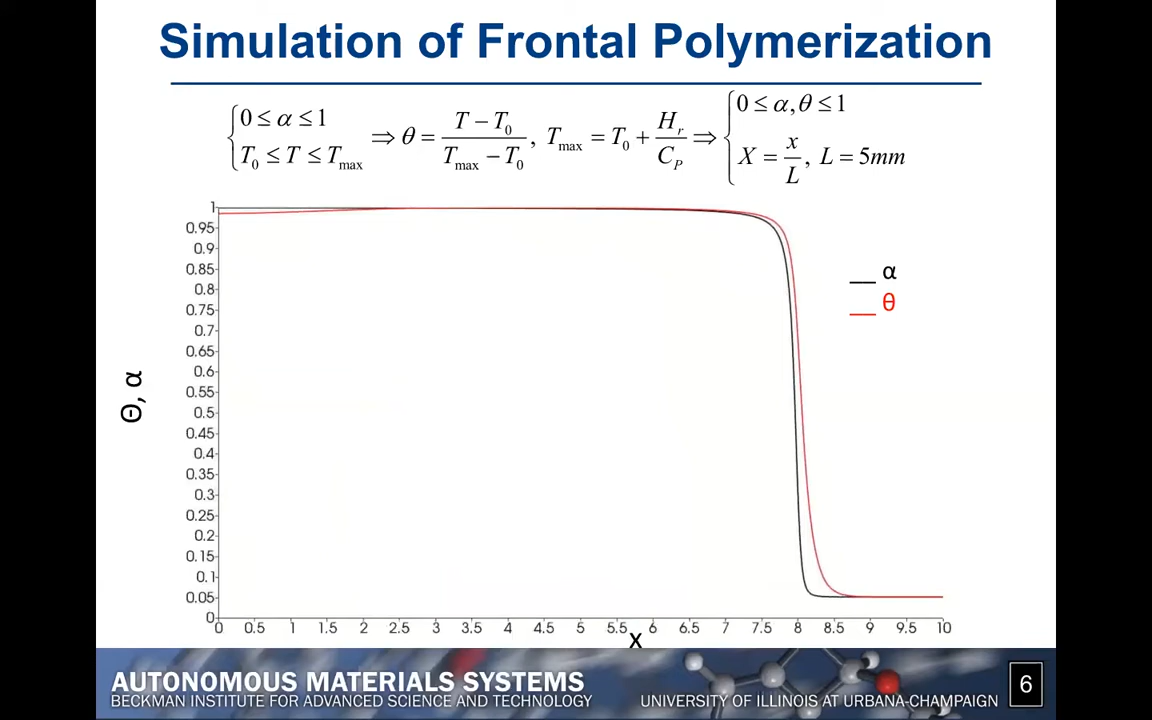 Simulation of Frontal Polymerization
{0 ≤ α ≤ 1 T₀ ≤ T ≤ Tmax ⇒ θ = (T − T₀)/(Tmax − T₀), Tmax = T₀ + Hr/CP ⇒ {0 ≤ α, θ ≤ 1 X = x/L, L = 5mm
1
0.95
0.9
0.85
0.8
0.75
0.7
0.65
0.6
0.55
0.5
0.45
0.4
0.35
0.3
0.25
0.2
0.15
0.1
0.05
0
Θ, α
α
θ
0 0.5 1 1.5 2 2.5 3 3.5 4 4.5 5 5.5 6 6.5 7 7.5 8 8.5 9 9.5 10
x
AUTONOMOUS MATERIALS SYSTEMS
BECKMAN INSTITUTE FOR ADVANCED SCIENCE AND TECHNOLOGY
UNIVERSITY OF ILLINOIS AT URBANA-CHAMPAIGN
6